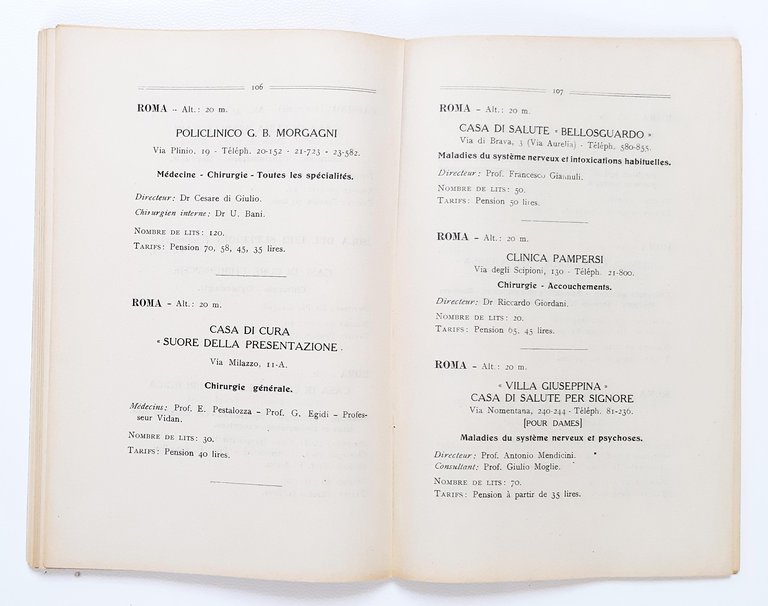 106
ROMA - Alt.: 20 m.
POLICLINICO G. B. MORGAGNI
Via Plinio, 19 - Téléph. 20-152 - 21-723 - 23-582.
Médecine - Chirurgie - Toutes les spécialités.
Directeur: Dr Cesare di Giulio.
Chirurgien interne: Dr U. Bani.
NOMBRE DE LITS: 120.
TARIFS: Pension 70, 58, 45, 35 lires.
ROMA - Alt.: 20 m.
CASA DI CURA
« SUORE DELLA PRESENTAZIONE .
Via Milazzo, 11-A.
Chirurgie générale.
Médecins: Prof. E. Pestalozza - Prof. G. Egidi - Profes-
seur Vidan.
NOMBRE DE LITS: 30.
TARIFS: Pension 40 lires.
107
ROMA - Alt.: 20 m.
CASA DI SALUTE " BELLOSGUARDO »
Via di Brava, 3 (Via Aurelia) - Téléph. 580-855.
Maladies du système nerveux et intoxications habituelles.
Directeur: Prof. Francesco Giannuli.
NOMBRE DE LITS: 50.
TARIFS: Pension 50 lires.
ROMA - Alt.: 20 m.
CLINICA PAMPERSI
Via degli Scipioni, 130 - Téléph. 21-800.
Chirurgie - Accouchements.
Directeur: Dr Riccardo Giordani.
NOMBRE DE LITS: 20.
TARIFS: Pension 65, 45 lires.
ROMA - Alt.: 20 m.
« VILLA GIUSEPPINA »
CASA DI SALUTE PER SIGNORE
Via Nomentana, 240-244 - Téléph. 81-236.
[POUR DAMES]
Maladies du système nerveux et psychoses.
Directeur: Prof. Antonio Mendicini.
Consultant: Prof. Giulio Moglie.
NOMBRE DE LITS: 70.
TARIFS: Pension à partir de 35 lires.